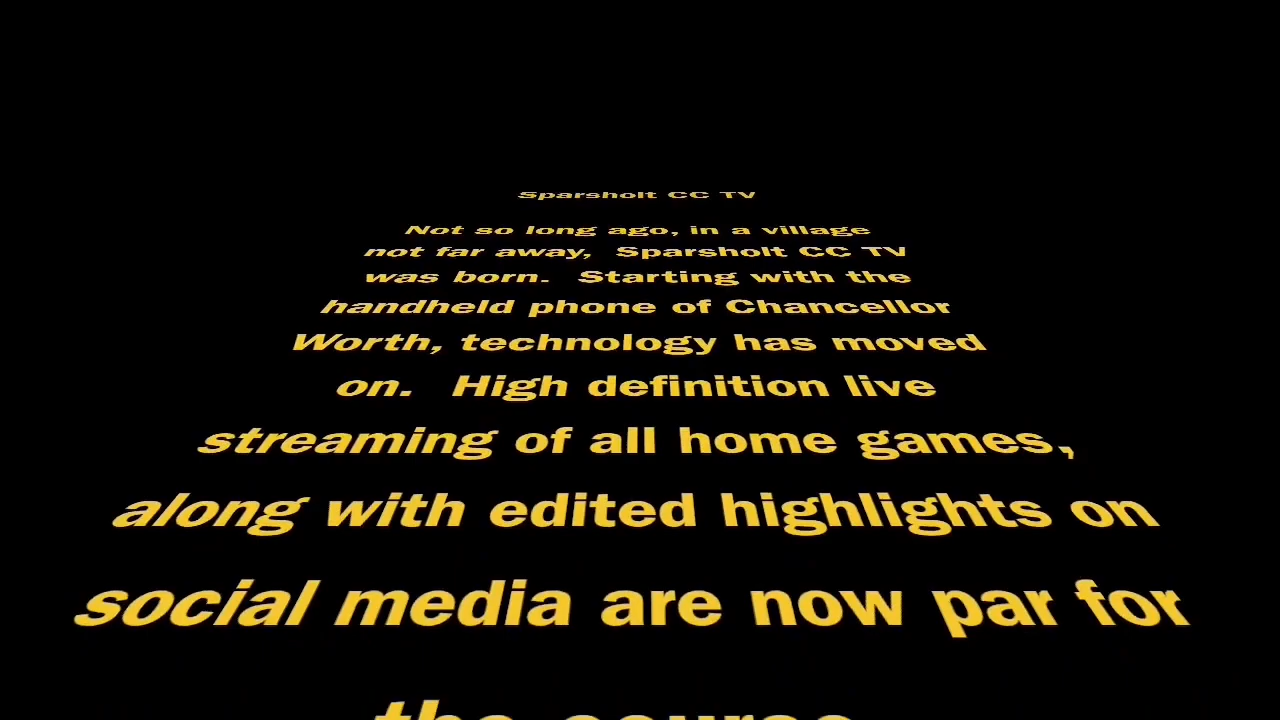 Sparsholt CC TV
Not so long ago, in a village
not far away, Sparsholt CC TV
was born. Starting with the
handheld phone of Chancellor
Worth, technology has moved
on. High definition live
streaming of all home games,
along with edited highlights on
social media are now par for
the course